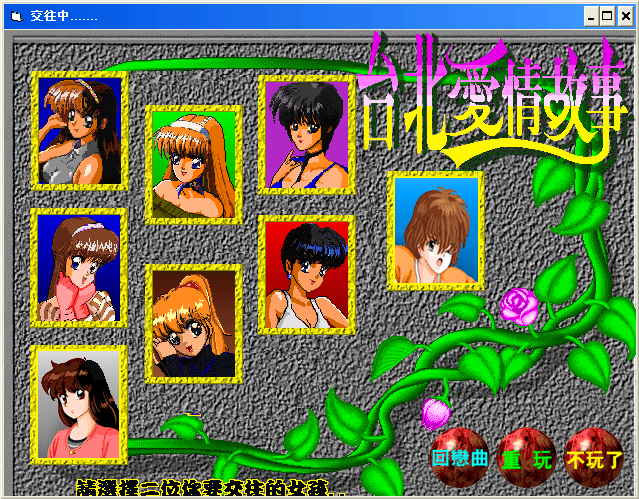 交往中.......
台北愛情故事
回戀曲
重 玩
不玩了
請選擇三位你要交往的女孩..